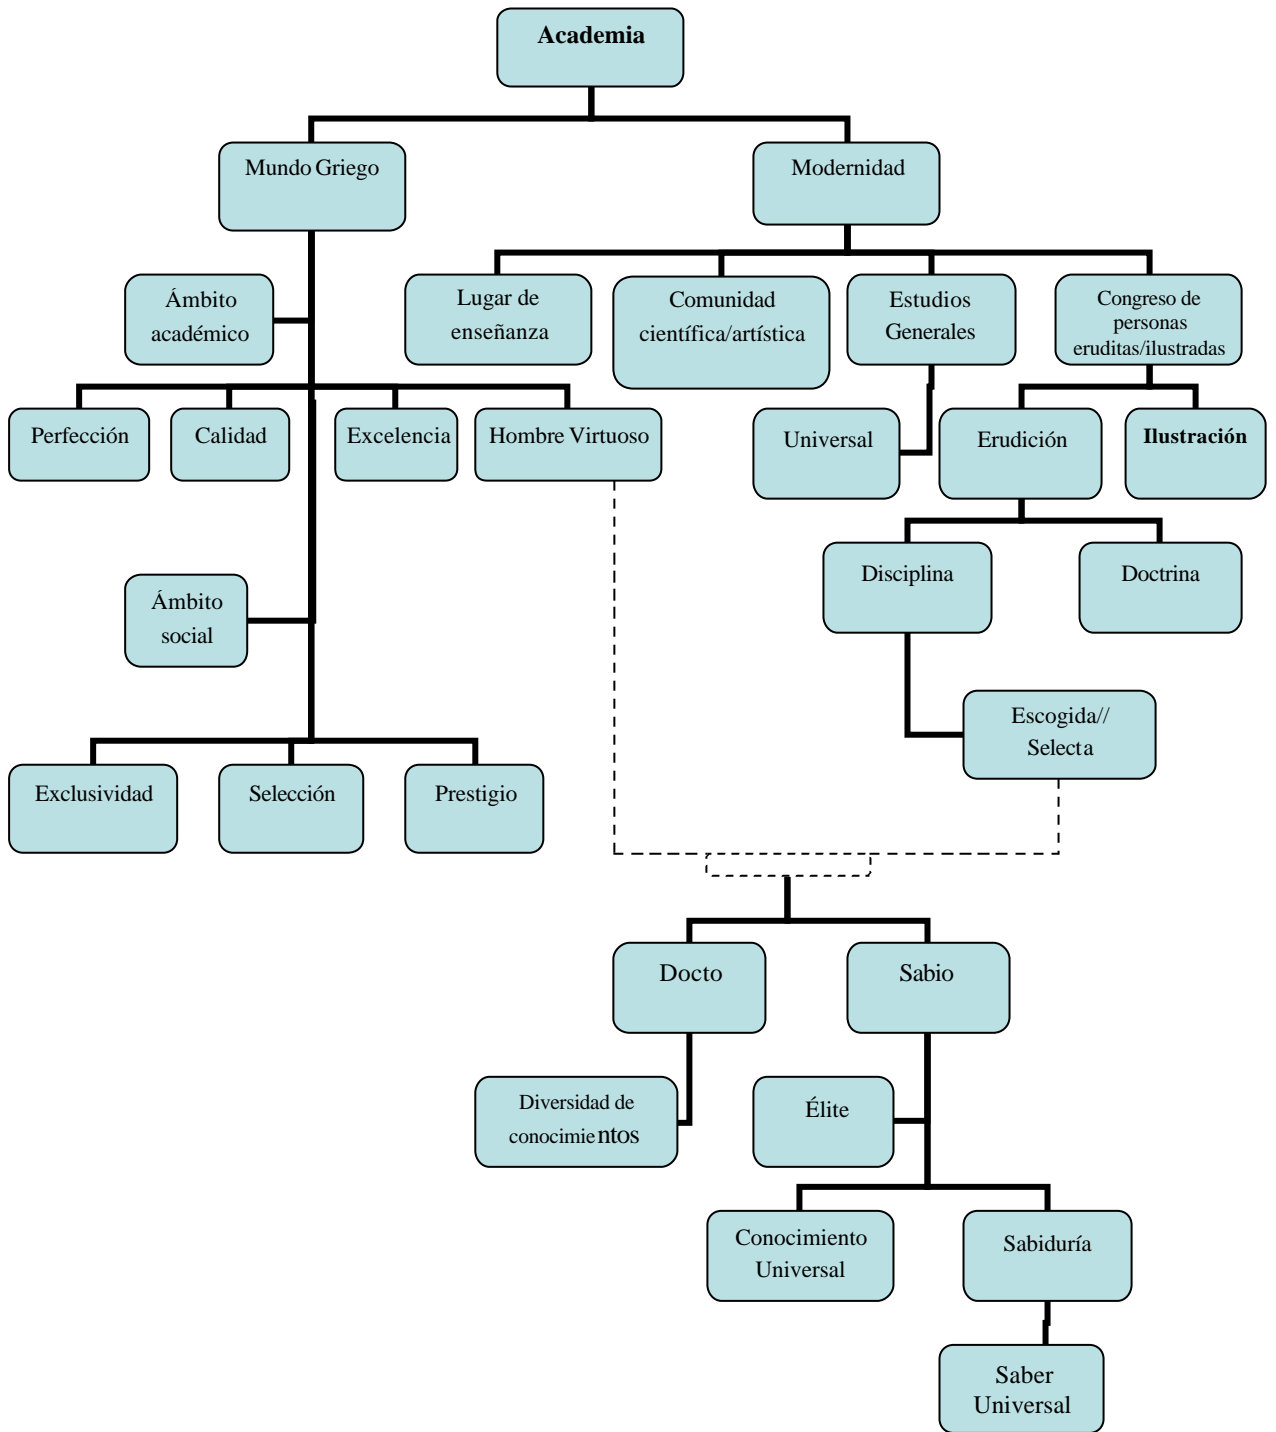 Academia
Mundo Griego
Modernidad
Ámbito
académico
Lugar de
enseñanza
Comunidad
científica/artística
Estudios
Generales
Congreso de
personas
eruditas/ilustradas
Perfección
Calidad
Excelencia
Hombre Virtuoso
Universal
Erudición
Ilustración
Disciplina
Doctrina
Ámbito
social
Escogida//
Selecta
Exclusividad
Selección
Prestigio
Docto
Sabio
Diversidad de
conocimientos
Élite
Conocimiento
Universal
Sabiduría
Saber
Universal